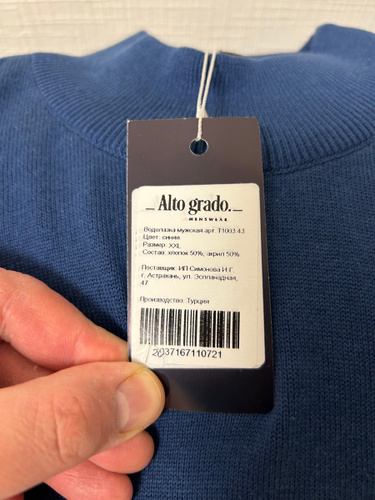 Alto grado.
MENSWEAR
Водолазка мужская арт. T1003.43
Цвет: синий
Размер: XXL
Состав: хлопок 50%, акрил 50%
Поставщик: ИП Симонова И.Г.
г. Астрахань, ул. Эспланадная,
47
Производство: Турция
2037167110721